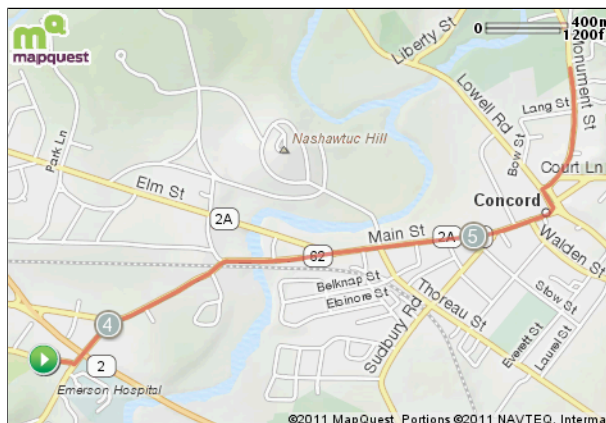 mapquest
0 400m
1200f
Liberty St
Monument St
Lowell Rd
Lang St
Bow St
Court Ln
Park Ln
Nashawtuc Hill
Elm St
2A
Concord
Main St
2A
5
62
Walden St
Belknap St
Elsinore St
Thoreau St
Stow St
Sudbury Rd
Everett St
Laurel St
4
2
Emerson Hospital
©2011 MapQuest Portions ©2011 NAVTEQ, Interma